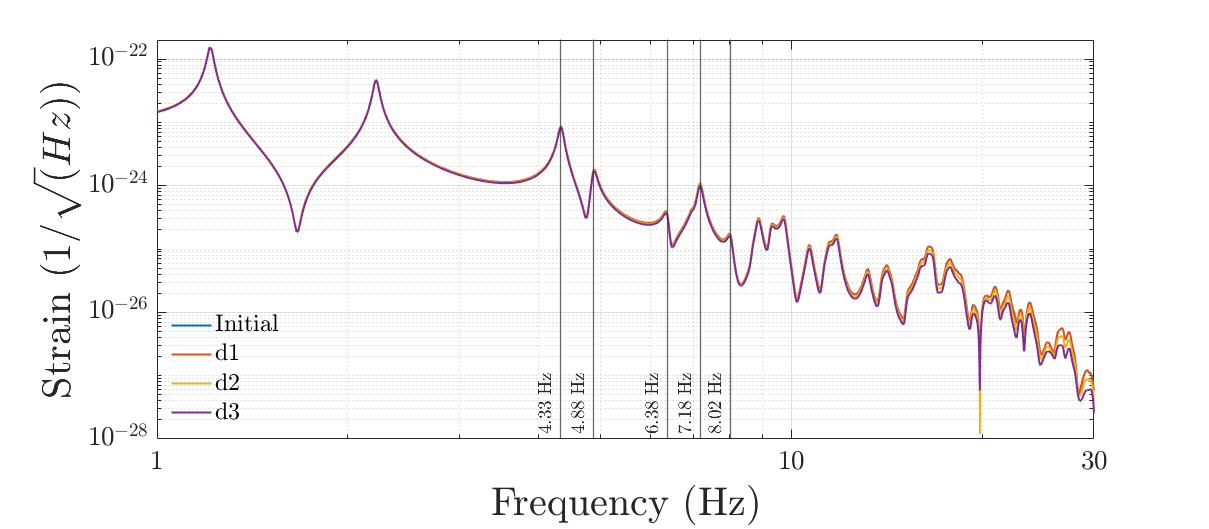 10⁻²²
10⁻²⁴
10⁻²⁶
10⁻²⁸
Strain (1/√(Hz))
Initial
d1
d2
d3
4.33 Hz
4.88 Hz
6.38 Hz
7.18 Hz
8.02 Hz
1
10
30
Frequency (Hz)